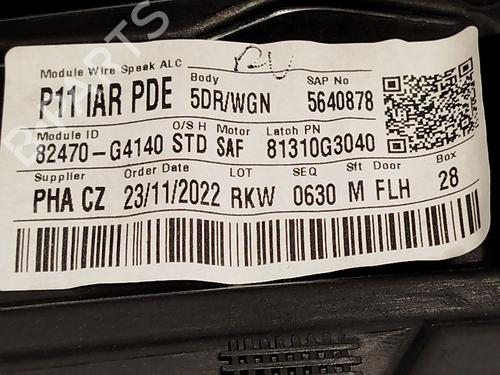 Module Wire Speak ALC Body SAP No
P11 IAR PDE 5DR/WGN 5640878
Module ID O/S H Motor Latch PN
82470-G4140 STD SAF 81310G3040
Supplier Order Date LOT SEQ Sft Door Box
PHA CZ 23/11/2022 RKW 0630 M FLH 28